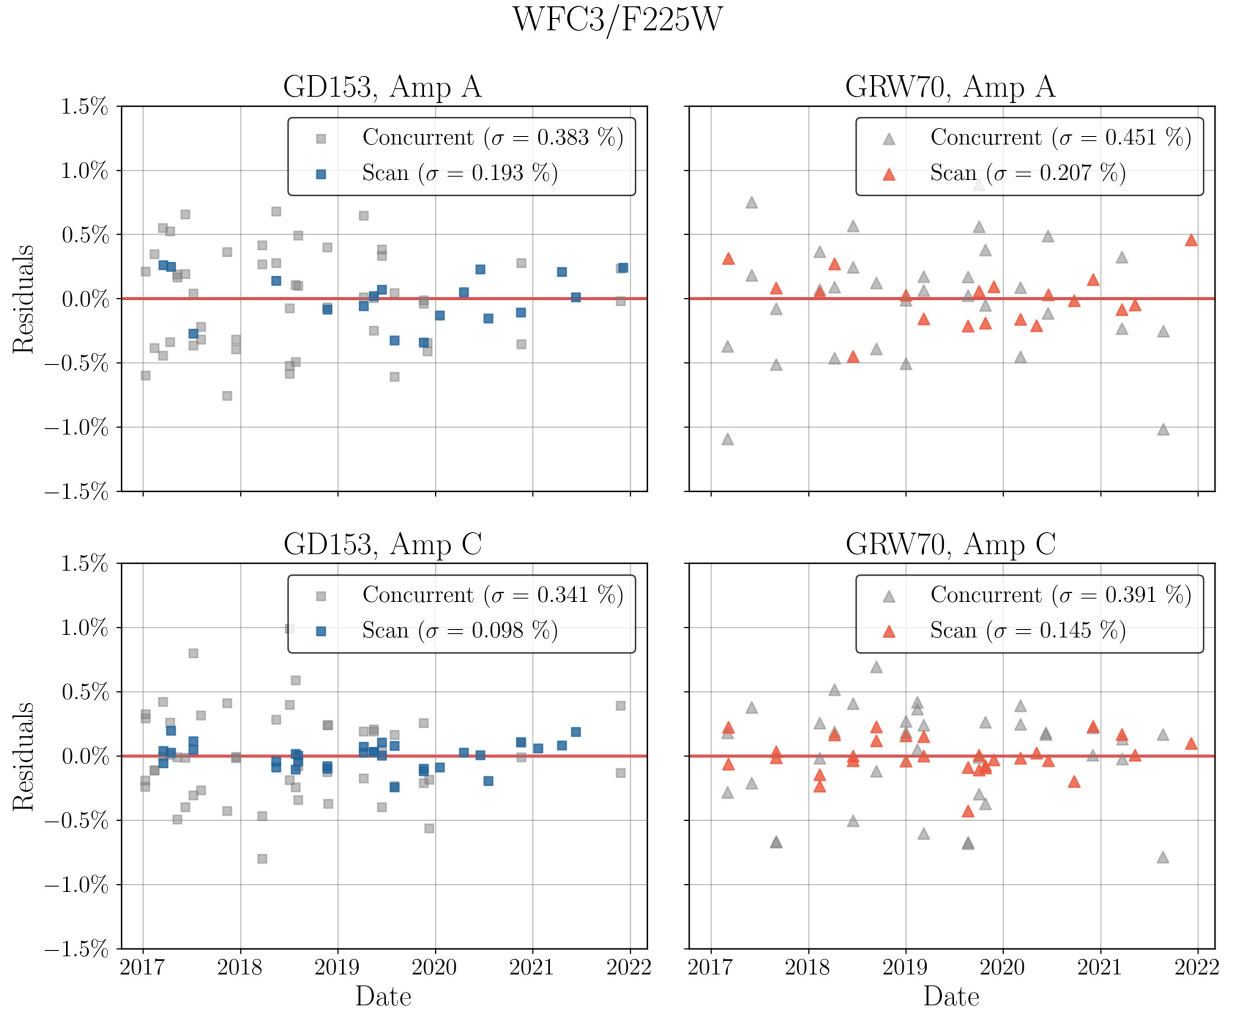 WFC3/F225W
GD153, Amp A
1.5%
1.0%
0.5%
0.0%
−0.5%
−1.0%
−1.5%
Residuals
Concurrent (σ = 0.383 %)
Scan (σ = 0.193 %)
GRW70, Amp A
Concurrent (σ = 0.451 %)
Scan (σ = 0.207 %)
GD153, Amp C
1.5%
1.0%
0.5%
0.0%
−0.5%
−1.0%
−1.5%
Residuals
Concurrent (σ = 0.341 %)
Scan (σ = 0.098 %)
2017 2018 2019 2020 2021 2022
Date
GRW70, Amp C
Concurrent (σ = 0.391 %)
Scan (σ = 0.145 %)
2017 2018 2019 2020 2021 2022
Date